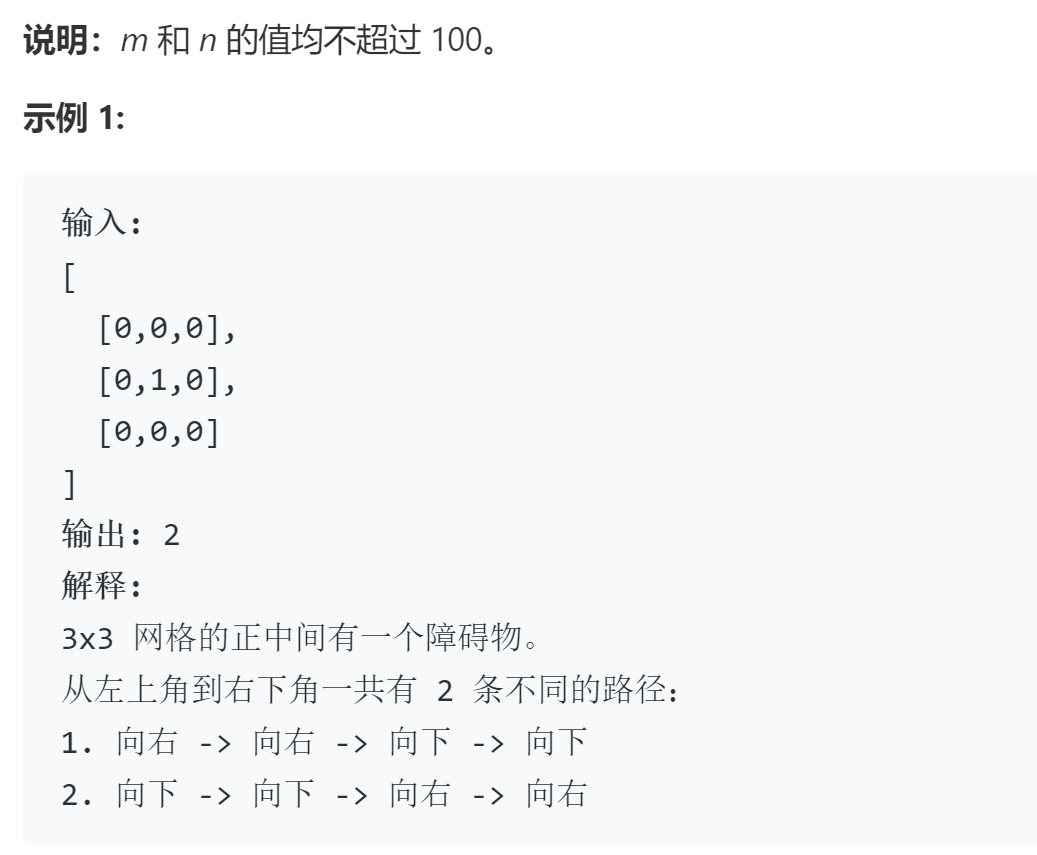 说明：m 和 n 的值均不超过 100。
示例 1:
输入:
[
  [0,0,0],
  [0,1,0],
  [0,0,0]
]
输出: 2
解释:
3x3 网格的正中间有一个障碍物。
从左上角到右下角一共有 2 条不同的路径:
1. 向右 -> 向右 -> 向下 -> 向下
2. 向下 -> 向下 -> 向右 -> 向右